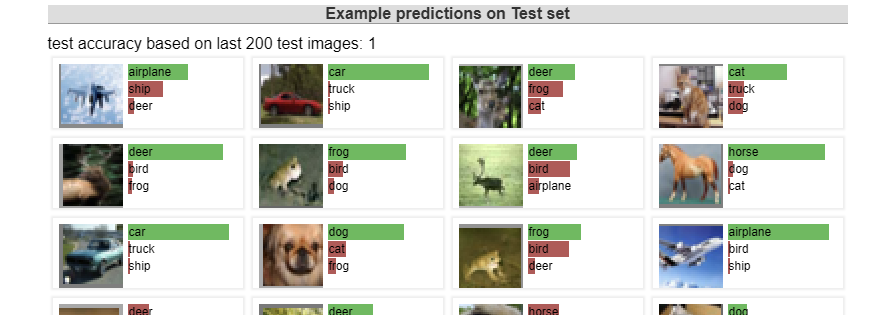 Example predictions on Test set
test accuracy based on last 200 test images: 1
airplane
ship
deer
car
truck
ship
deer
frog
cat
cat
truck
dog
deer
bird
frog
frog
bird
dog
deer
bird
airplane
horse
dog
cat
car
truck
ship
dog
cat
frog
frog
bird
deer
airplane
bird
ship
deer
deer
horse
dog